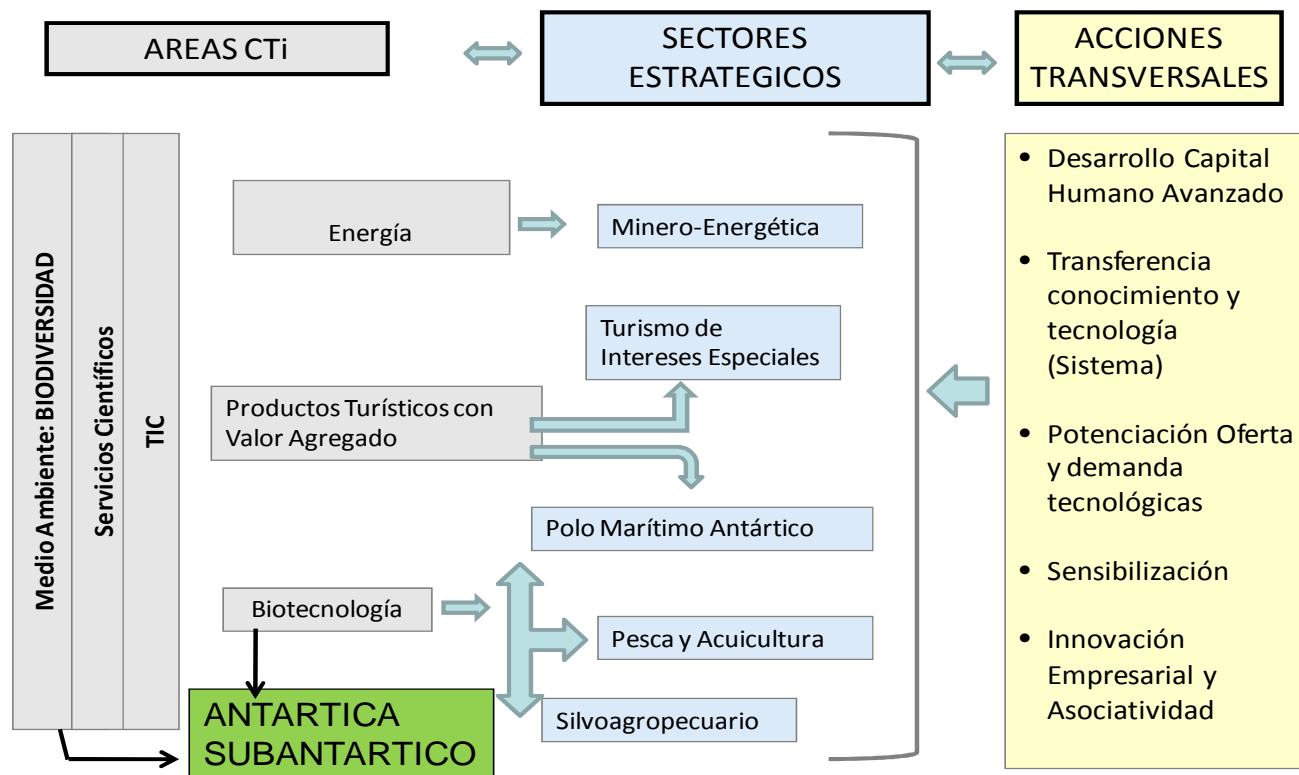 AREAS CTi
SECTORES
ESTRATEGICOS
ACCIONES
TRANSVERSALES
Medio Ambiente: BIODIVERSIDAD
Servicios Científicos
TIC
Energía
Minero-Energética
Turismo de
Intereses Especiales
Productos Turísticos con
Valor Agregado
Polo Marítimo Antártico
Biotecnología
Pesca y Acuicultura
Silvoagropecuario
ANTARTICA
SUBANTARTICO
• Desarrollo Capital
Humano Avanzado
• Transferencia
conocimiento y
tecnología
(Sistema)
• Potenciación Oferta
y demanda
tecnológicas
• Sensibilización
• Innovación
Empresarial y
Asociatividad